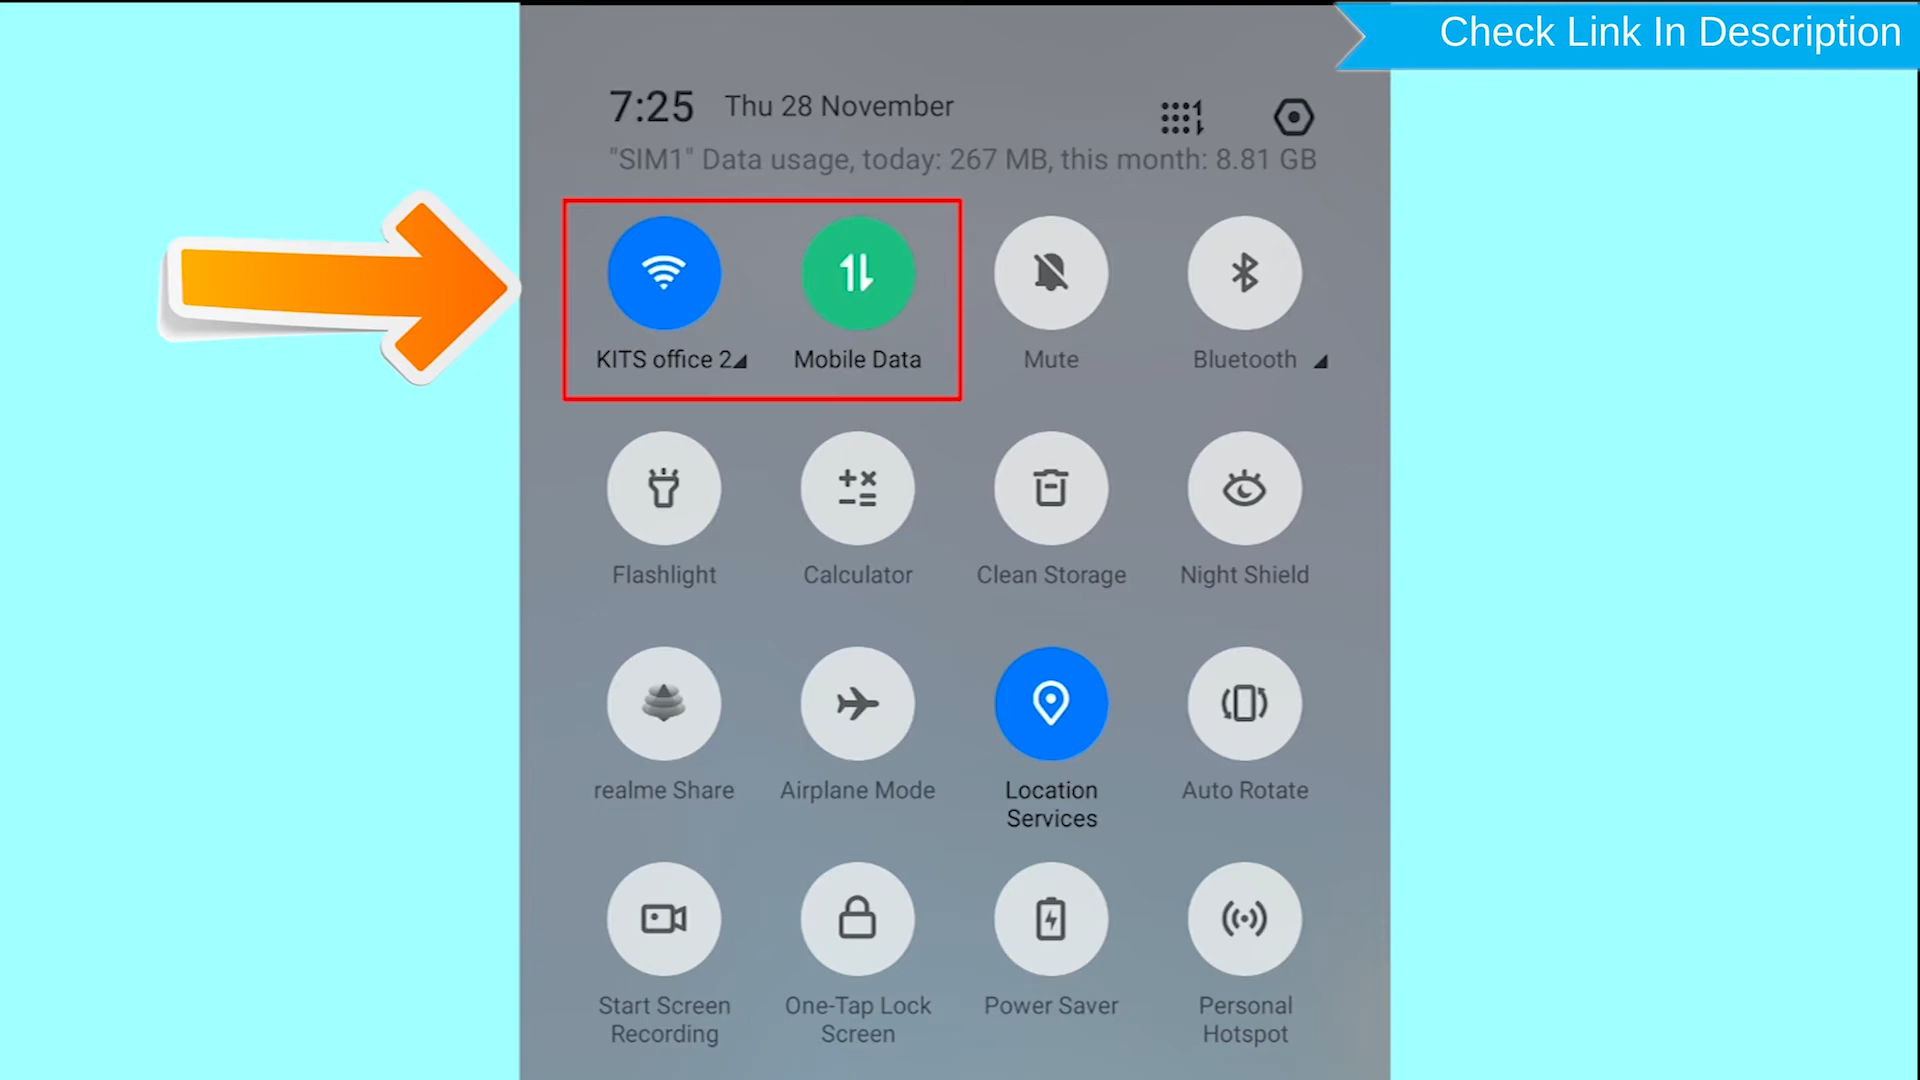 Check Link In Description
7:25 Thu 28 November
"SIM1" Data usage, today: 267 MB, this month: 8.81 GB
KITS office 2 Mobile Data Mute Bluetooth
Flashlight Calculator Clean Storage Night Shield
realme Share Airplane Mode Location Services Auto Rotate
Start Screen Recording One-Tap Lock Screen Power Saver Personal Hotspot